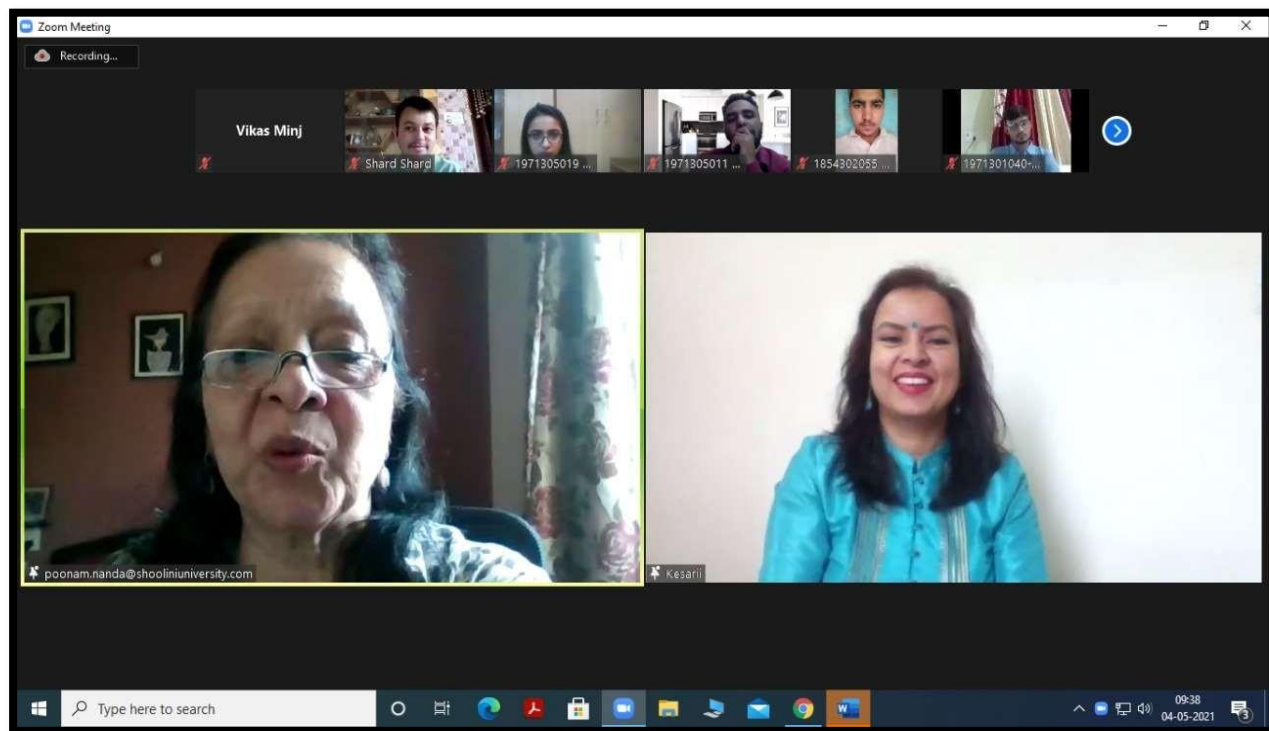 Zoom Meeting
Recording...
Vikas Minj
Shard Shard
1971305019 ...
1971305011 ...
1854302055 ...
1971301040-...
poonam.nanda@shooliniuniversity.com
Kesarii
Type here to search
09:38
04-05-2021
3